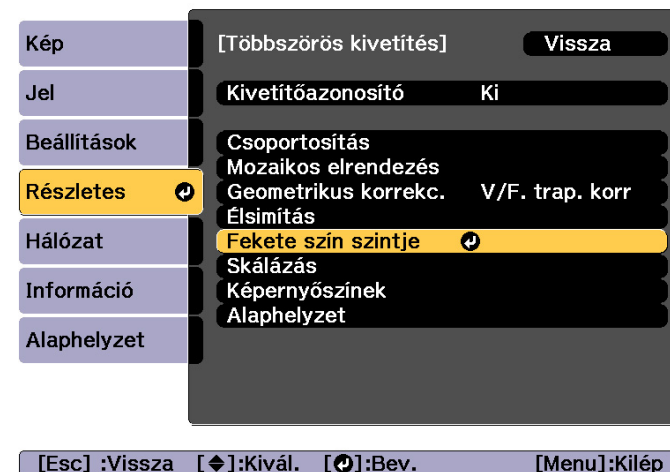 Kép
Jel
Beállítások
Részletes
Hálózat
Információ
Alaphelyzet
[Többszörös kivetítés] Vissza
Kivetítőazonosító Ki
Csoportosítás
Mozaikos elrendezés
Geometrikus korrekc. V/F. trap. korr
Élsimítás
Fekete szín szintje
Skálázás
Képernyőszínek
Alaphelyzet
[Esc] :Vissza [◆]:Kivál. [↵]:Bev. [Menu]:Kilép